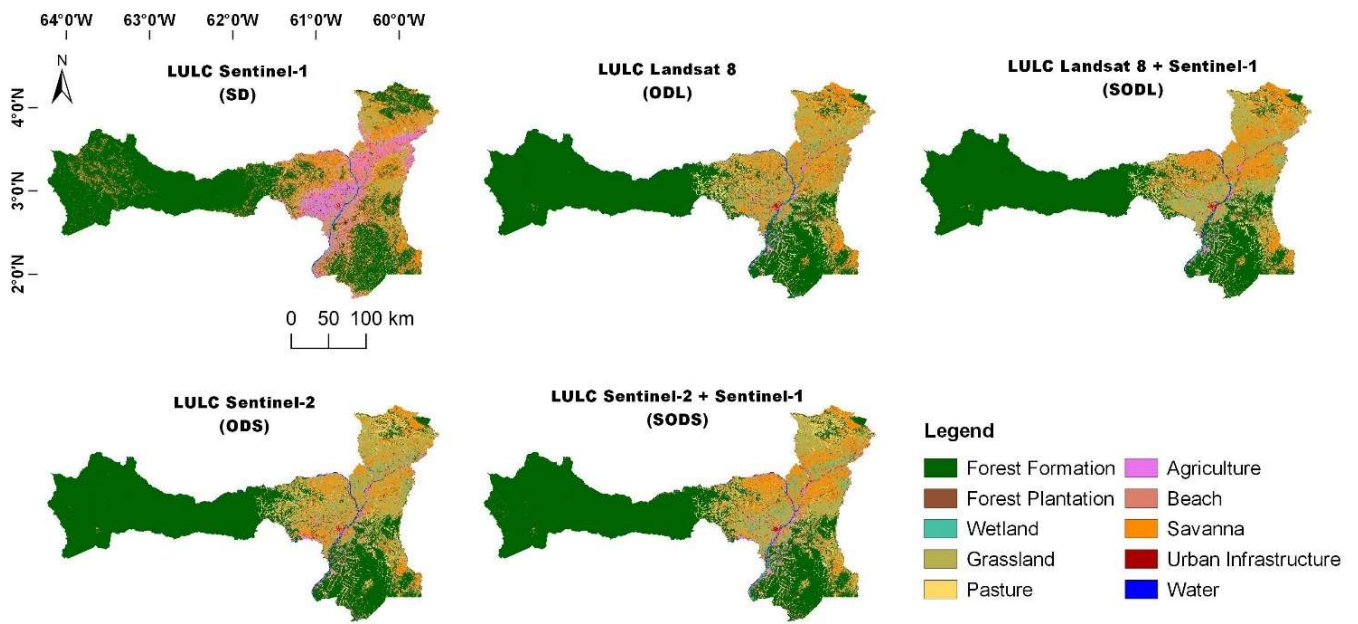 64°0'W 63°0'W 62°0'W 61°0'W 60°0'W
N
4°0'N
3°0'N
2°0'N
LULC Sentinel-1
(SD)
LULC Landsat 8
(ODL)
LULC Landsat 8 + Sentinel-1
(SODL)
0 50 100 km
LULC Sentinel-2
(ODS)
LULC Sentinel-2 + Sentinel-1
(SODS)
Legend
Forest Formation
Forest Plantation
Wetland
Grassland
Pasture
Agriculture
Beach
Savanna
Urban Infrastructure
Water